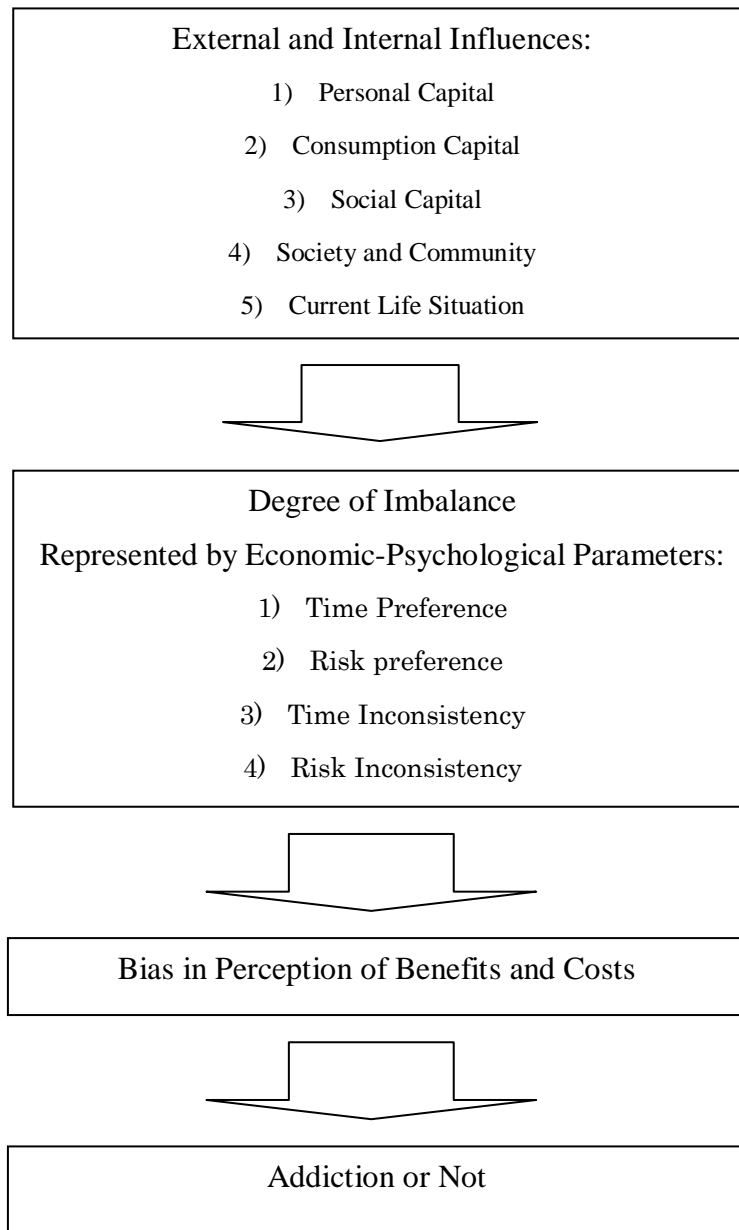 External and Internal Influences:
1) Personal Capital
2) Consumption Capital
3) Social Capital
4) Society and Community
5) Current Life Situation
Degree of Imbalance
Represented by Economic-Psychological Parameters:
1) Time Preference
2) Risk preference
3) Time Inconsistency
4) Risk Inconsistency
Bias in Perception of Benefits and Costs
Addiction or Not